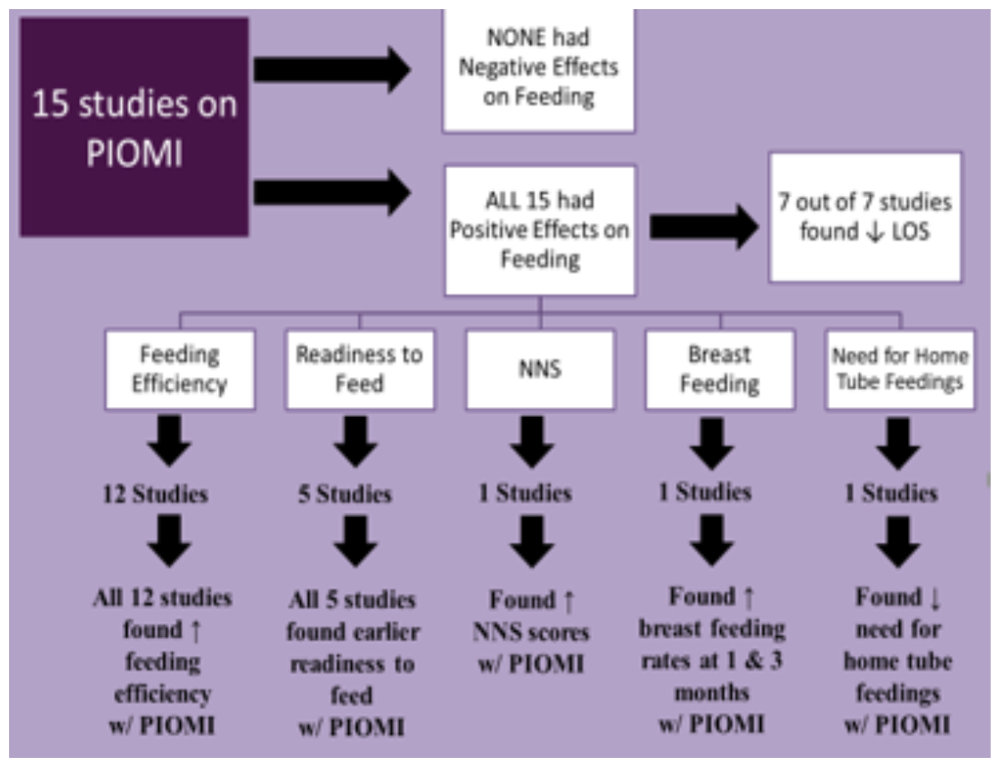 15 studies on
PIOMI
NONE had
Negative Effects
on Feeding
ALL 15 had
Positive Effects on
Feeding
7 out of 7 studies
found ↓ LOS
Feeding
Efficiency
Readiness to
Feed
NNS
Breast
Feeding
Need for Home
Tube Feedings
12 Studies
5 Studies
1 Studies
1 Studies
1 Studies
All 12 studies
found ↑
feeding
efficiency
w/ PIOMI
All 5 studies
found earlier
readiness to
feed
w/ PIOMI
Found ↑
NNS scores
w/ PIOMI
Found ↑
breast feeding
rates at 1 & 3
months
w/ PIOMI
Found ↓
need for
home tube
feedings
w/ PIOMI